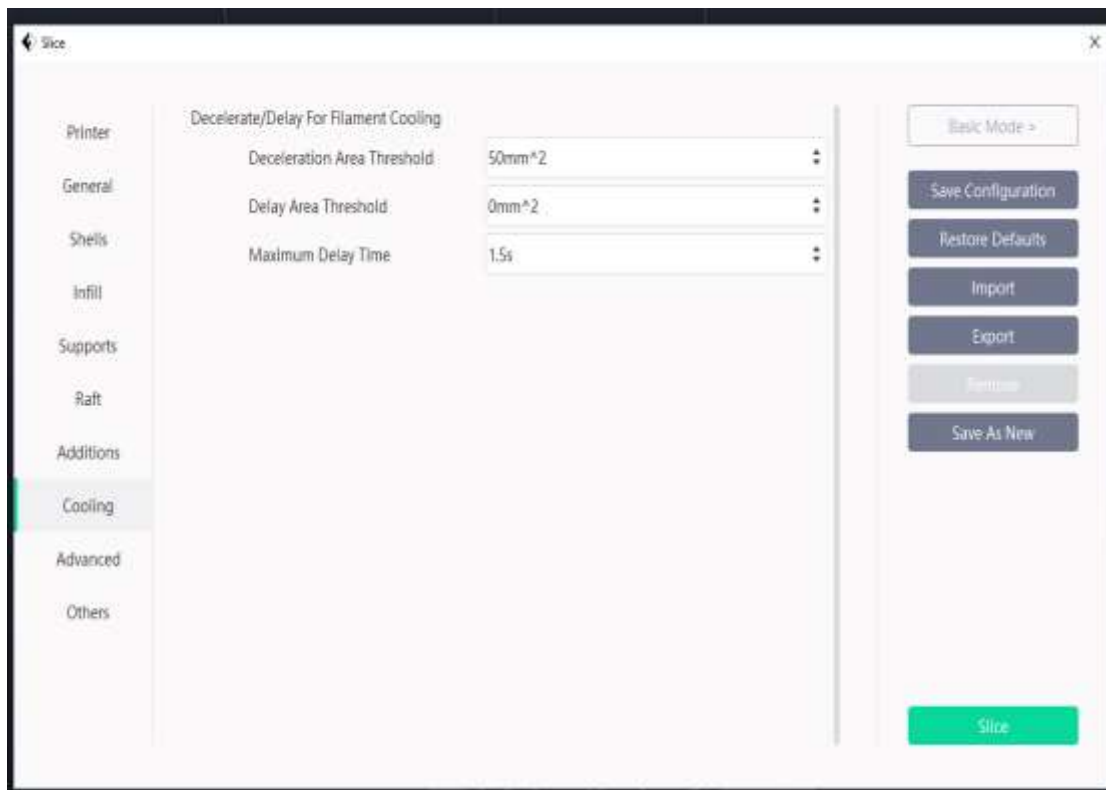 Slice
Printer
General
Shells
Infill
Supports
Raft
Additions
Cooling
Advanced
Others
Decelerate/Delay For Filament Cooling
Deceleration Area Threshold 50mm^2
Delay Area Threshold 0mm^2
Maximum Delay Time 1.5s
Basic Mode >
Save Configuration
Restore Defaults
Import
Export
Remove
Save As New
Slice